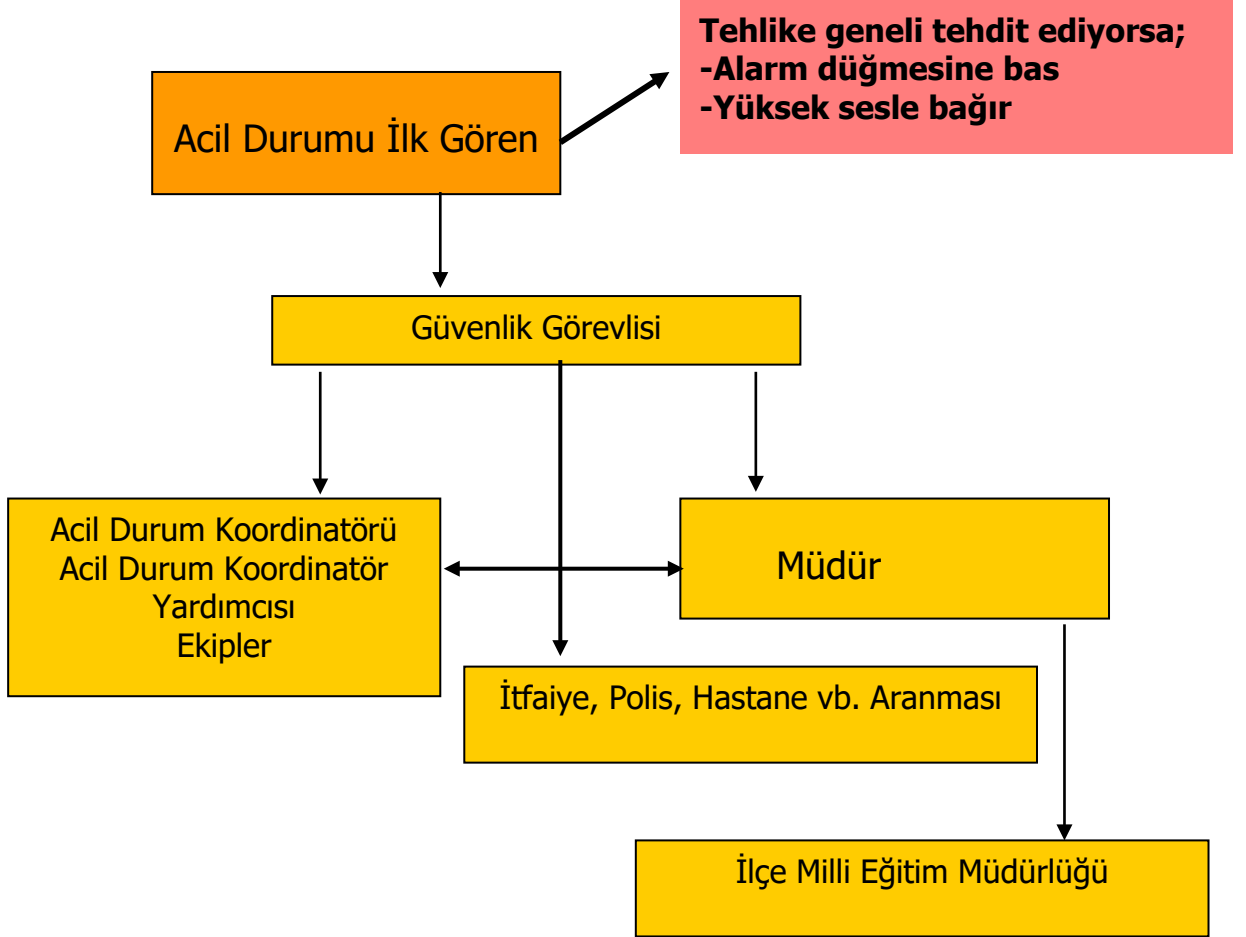 Tehlike geneli tehdit ediyorsa;
-Alarm düğmesine bas
-Yüksek sesle bağır
Acil Durumu İlk Gören
Güvenlik Görevlisi
Acil Durum Koordinatörü
Acil Durum Koordinatör
Yardımcısı
Ekipler
Müdür
İtfaiye, Polis, Hastane vb. Aranması
İlçe Milli Eğitim Müdürlüğü